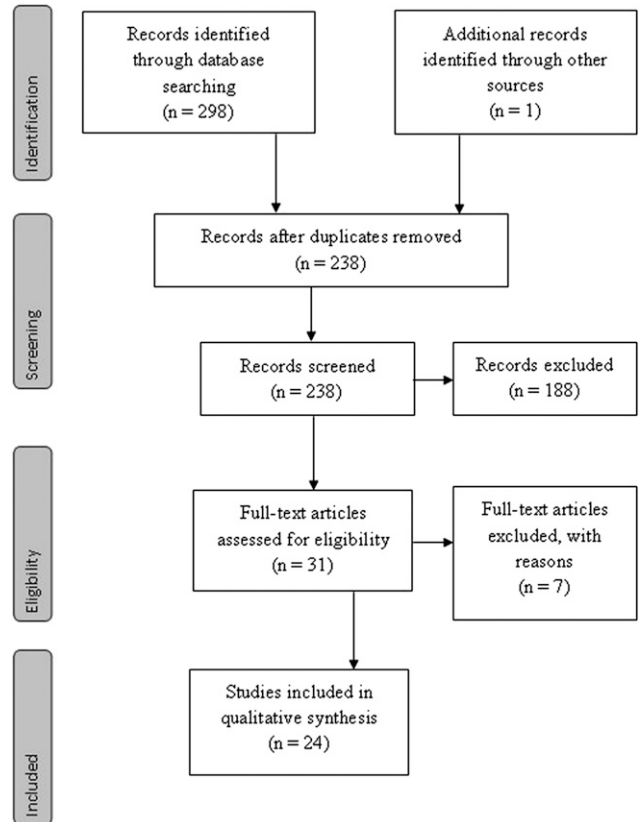 Identification
Records identified
through database
searching
(n = 298)
Additional records
identified through other
sources
(n = 1)
Screening
Records after duplicates removed
(n = 238)
Records screened
(n = 238)
Records excluded
(n = 188)
Eligibility
Full-text articles
assessed for eligibility
(n = 31)
Full-text articles
excluded, with
reasons
(n = 7)
Included
Studies included in
qualitative synthesis
(n = 24)